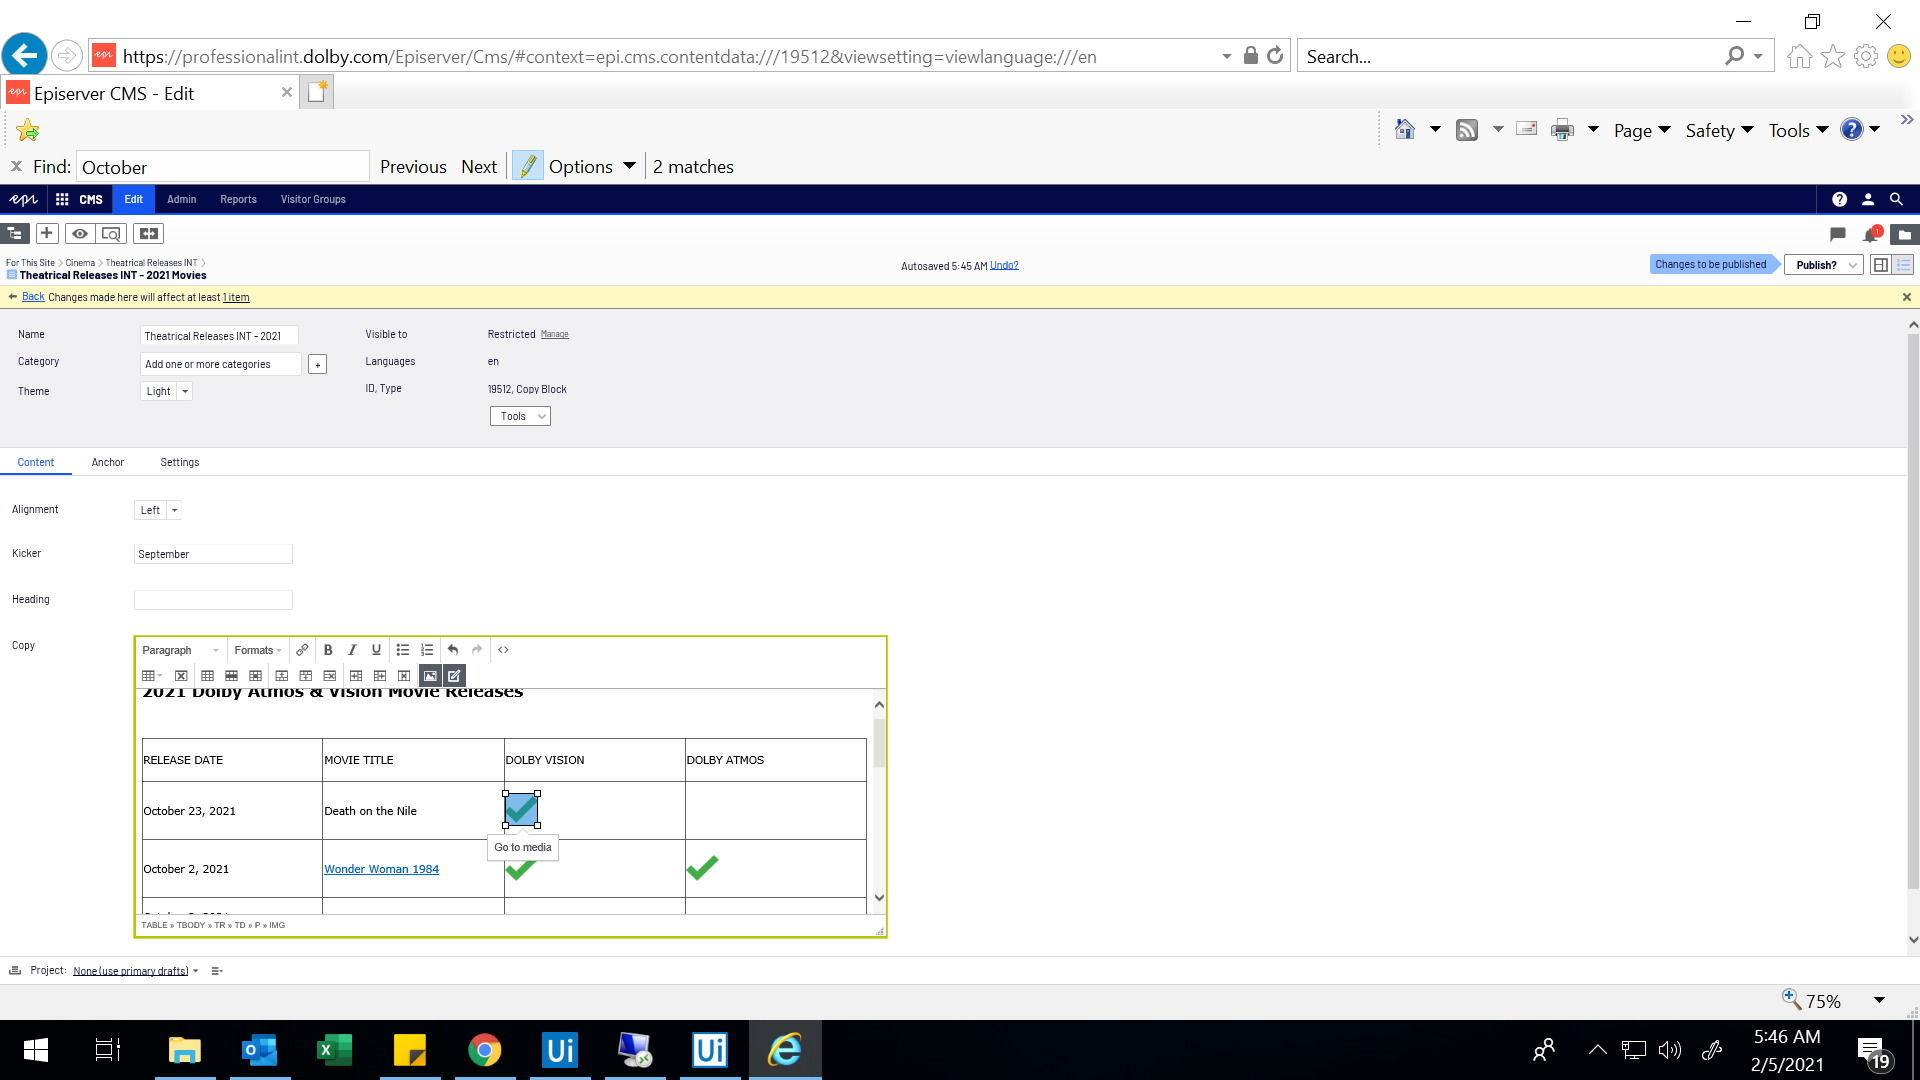 https://professionalint.dolby.com/Episerver/Cms/#context=epi.cms.contentdata:///19512&viewsetting=viewlanguage:///en
Search...
Episerver CMS - Edit
Page Safety Tools
x Find: October Previous Next Options 2 matches
epi CMS Edit Admin Reports Visitor Groups
1
For This Site > Cinema > Theatrical Releases INT >
Theatrical Releases INT - 2021 Movies
Autosaved 5:45 AM Undo?
Changes to be published
Publish?
Back Changes made here will affect at least 1 item
Name Theatrical Releases INT - 2021 Visible to Restricted Manage
Category Add one or more categories + Languages en
Theme Light ID, Type 19512, Copy Block
Tools
Content Anchor Settings
Alignment Left
Kicker September
Heading
Copy
Paragraph Formats B I U <>
2021 Dolby Atmos & Vision Movie Releases
RELEASE DATE MOVIE TITLE DOLBY VISION DOLBY ATMOS
October 23, 2021 Death on the Nile
Go to media
October 2, 2021 Wonder Woman 1984
TABLE » TBODY » TR » TD » P » IMG
Project: None (use primary drafts)
75%
Ui
Ui
5:46 AM
2/5/2021
19